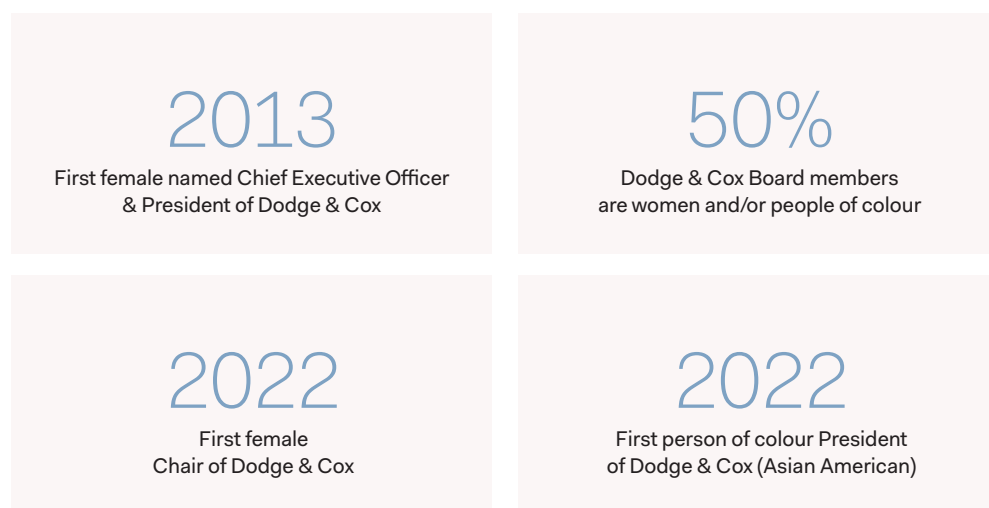 2013
First female named Chief Executive Officer
& President of Dodge & Cox
50%
Dodge & Cox Board members
are women and/or people of colour
2022
First female
Chair of Dodge & Cox
2022
First person of colour President
of Dodge & Cox (Asian American)